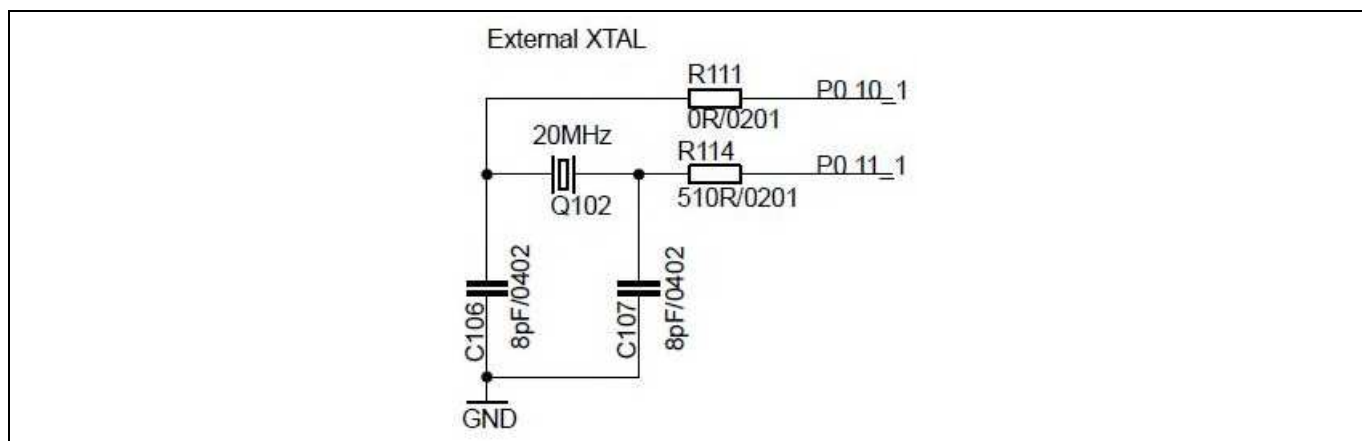 External XTAL
R111
P0 10_1
0R/0201
20MHz
R114
P0 11_1
Q102
510R/0201
C106
8pF/0402
C107
8pF/0402
GND